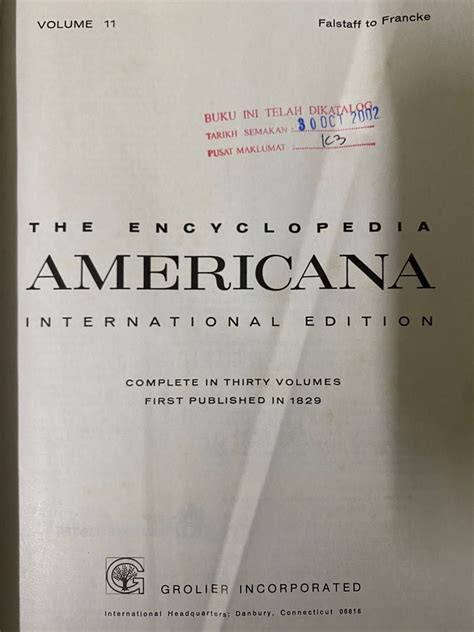 VOLUME 11
Falstaff to Francke
BUKU INI TELAH DIKATALOG
TARIKH SEMAKAN : 30 OCT 2002
PUSAT MAKLUMAT :
THE ENCYCLOPEDIA
AMERICANA
INTERNATIONAL EDITION
COMPLETE IN THIRTY VOLUMES
FIRST PUBLISHED IN 1829
GROLIER INCORPORATED
International Headquarters: Danbury, Connecticut 06816